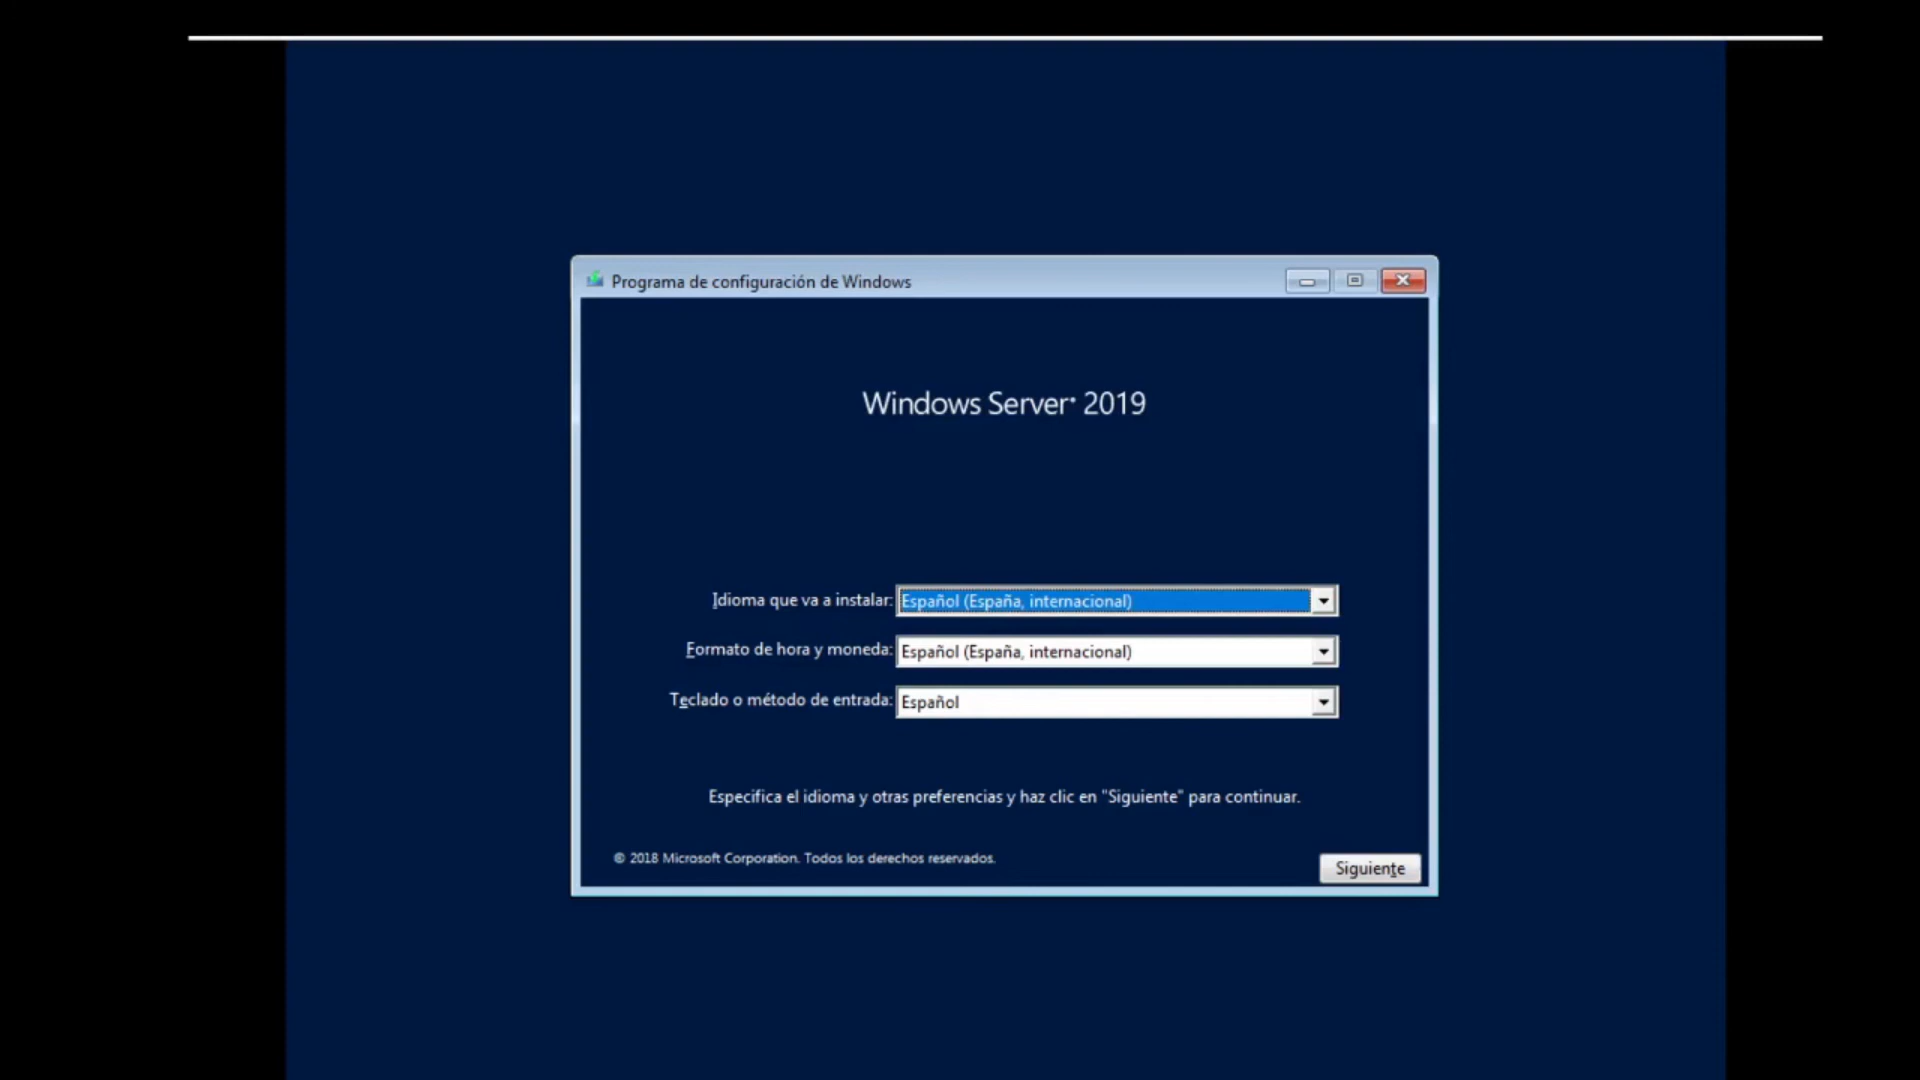 Programa de configuración de Windows
Windows Server® 2019
Idioma que va a instalar: Español (España, internacional)
Formato de hora y moneda: Español (España, internacional)
Teclado o método de entrada: Español
Especifica el idioma y otras preferencias y haz clic en "Siguiente" para continuar.
© 2018 Microsoft Corporation. Todos los derechos reservados.
Siguiente